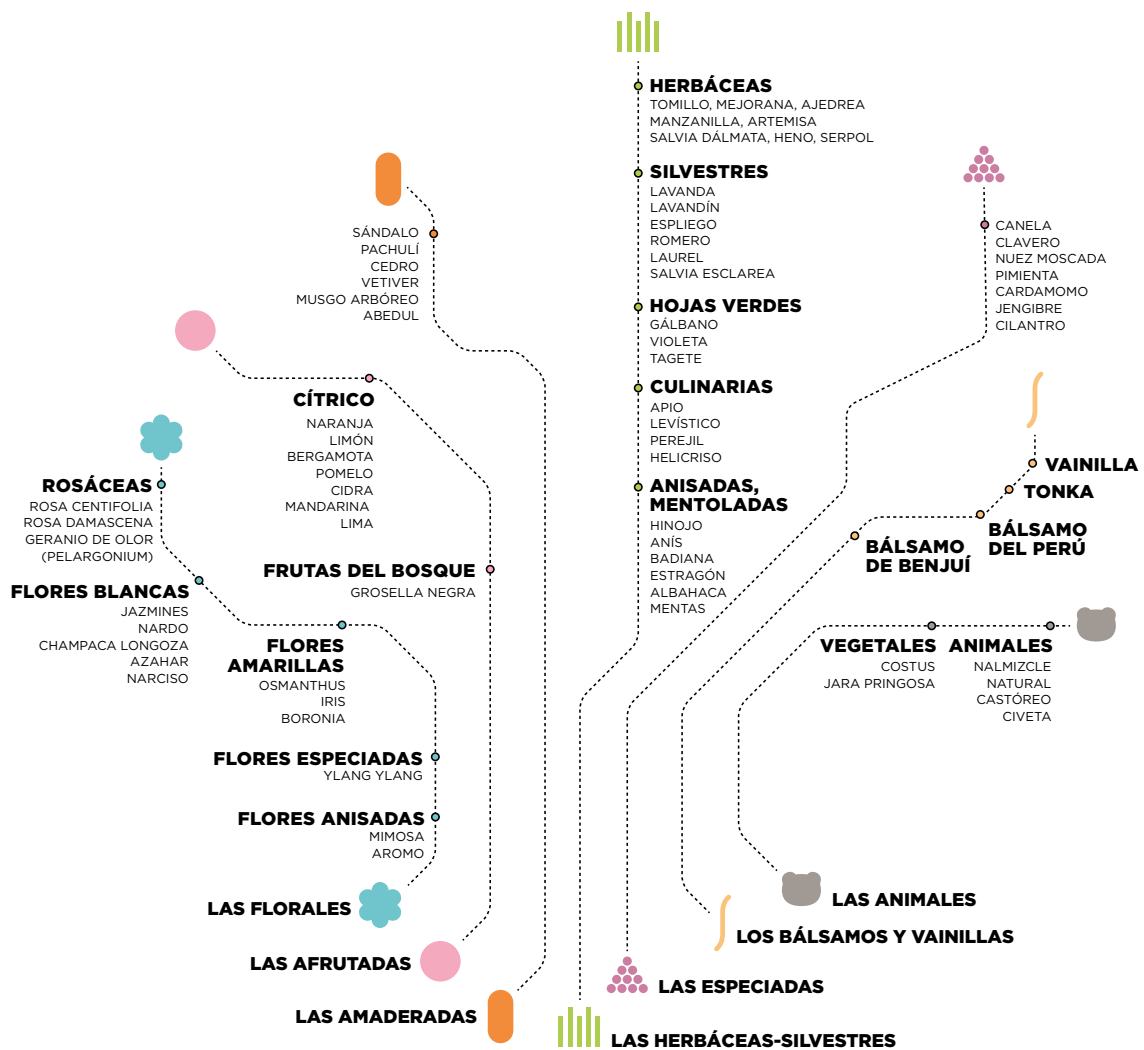 HERBÁCEAS
TOMILLO, MEJORANA, AJEDREA
MANZANILLA, ARTEMISA
SALVIA DÁLMATA, HENO, SERPOL
SILVESTRES
LAVANDA
LAVANDÍN
ESPLIEGO
ROMERO
LAUREL
SALVIA ESCLAREA
HOJAS VERDES
GÁLBANO
VIOLETA
TAGETE
CULINARIAS
APIO
LEVÍSTICO
PEREJIL
HELICRISO
ANISADAS,
MENTOLADAS
HINOJO
ANÍS
BADIANA
ESTRAGÓN
ALBAHACA
MENTAS
SÁNDALO
PACHULÍ
CEDRO
VETIVER
MUSGO ARBÓREO
ABEDUL
CÍTRICO
NARANJA
LIMÓN
BERGAMOTA
POMELO
CIDRA
MANDARINA
LIMA
FRUTAS DEL BOSQUE
GROSELLA NEGRA
ROSÁCEAS
ROSA CENTIFOLIA
ROSA DAMASCENA
GERANIO DE OLOR
(PELARGONIUM)
FLORES BLANCAS
JAZMINES
NARDO
CHAMPACA LONGOZA
AZAHAR
NARCISO
FLORES
AMARILLAS
OSMANTHUS
IRIS
BORONIA
FLORES ESPECIADAS
YLANG YLANG
FLORES ANISADAS
MIMOSA
AROMO
CANELA
CLAVERO
NUEZ MOSCADA
PIMIENTA
CARDAMOMO
JENGIBRE
CILANTRO
VAINILLA
TONKA
BÁLSAMO
DEL PERÚ
BÁLSAMO
DE BENJUÍ
VEGETALES
COSTUS
JARA PRINGOSA
ANIMALES
NALMIZCLE
NATURAL
CASTÓREO
CIVETA
LAS FLORALES
LAS AFRUTADAS
LAS AMADERADAS
LAS HERBÁCEAS-SILVESTRES
LAS ESPECIADAS
LOS BÁLSAMOS Y VAINILLAS
LAS ANIMALES